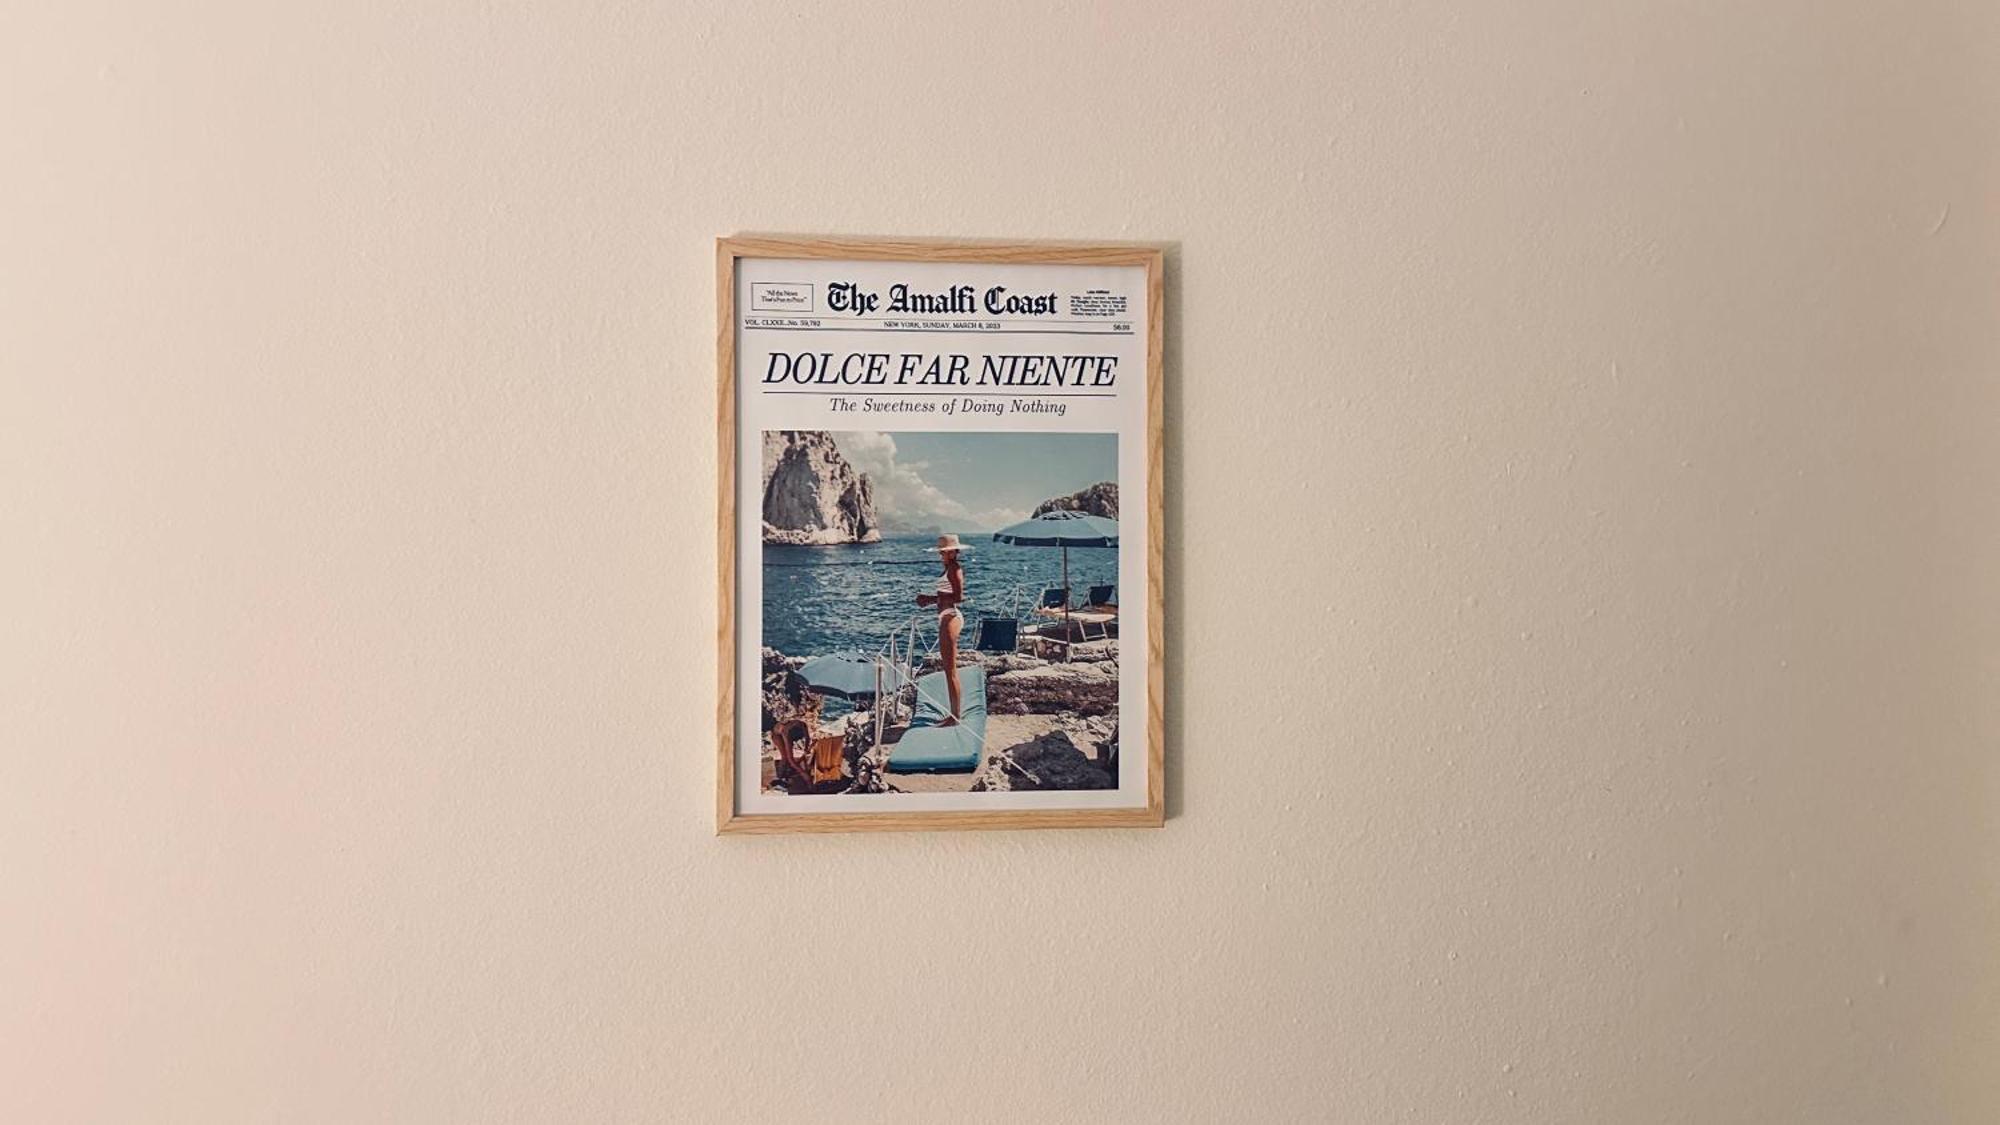 "All the News
That's Fun to Print"
The Amalfi Coast
VOL. CLXXII...No. 59,792
NEW YORK, SUNDAY, MARCH 8, 2023
$6.00
DOLCE FAR NIENTE
The Sweetness of Doing Nothing